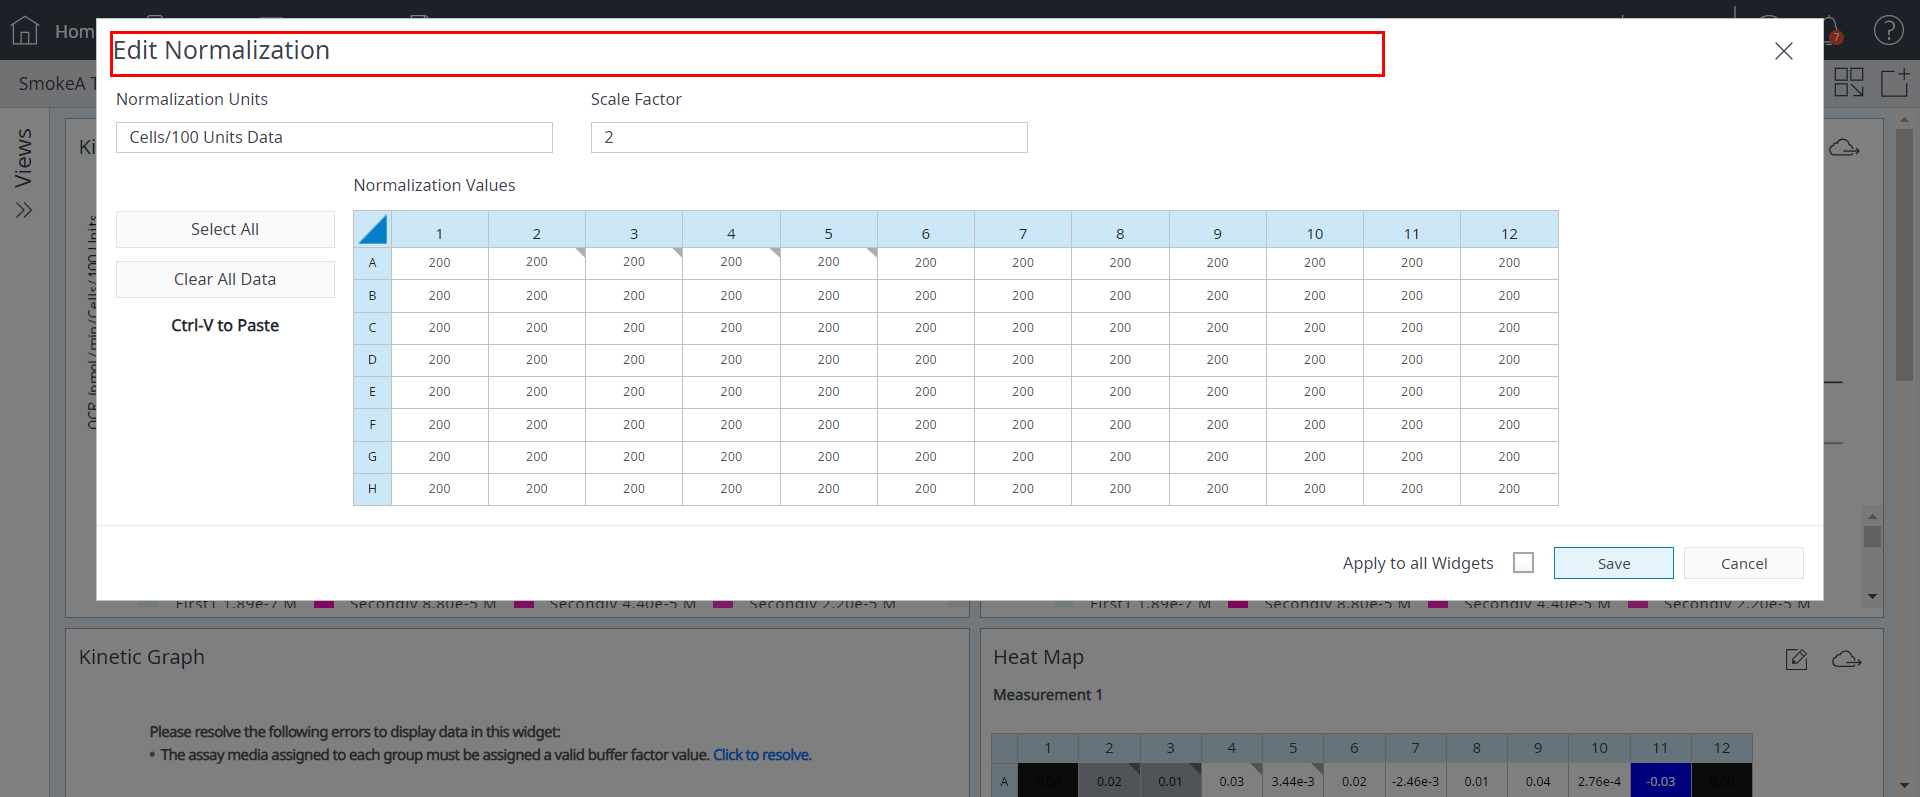 Hom
7
Edit Normalization
SmokeA T
Normalization Units
Scale Factor
Cells/100 Units Data
2
Views
Ki
Normalization Values
Select All
Clear All Data
Ctrl-V to Paste
1 2 3 4 5 6 7 8 9 10 11 12
A 200 200 200 200 200 200 200 200 200 200 200 200
B 200 200 200 200 200 200 200 200 200 200 200 200
C 200 200 200 200 200 200 200 200 200 200 200 200
D 200 200 200 200 200 200 200 200 200 200 200 200
E 200 200 200 200 200 200 200 200 200 200 200 200
F 200 200 200 200 200 200 200 200 200 200 200 200
G 200 200 200 200 200 200 200 200 200 200 200 200
H 200 200 200 200 200 200 200 200 200 200 200 200
OCR (pmol/min/Cells/100 Units
Apply to all Widgets
Save
Cancel
First1 1.89e-7 M Secondly 8.80e-5 M Secondly 4.40e-5 M Secondly 2.20e-5 M
First1 1.89e-7 M Secondly 8.80e-5 M Secondly 4.40e-5 M Secondly 2.20e-5 M
Kinetic Graph
Please resolve the following errors to display data in this widget:
• The assay media assigned to each group must be assigned a valid buffer factor value. Click to resolve.
Heat Map
Measurement 1
1 2 3 4 5 6 7 8 9 10 11 12
A 0.00 0.02 0.01 0.03 3.44e-3 0.02 -2.46e-3 0.01 0.04 2.76e-4 -0.03